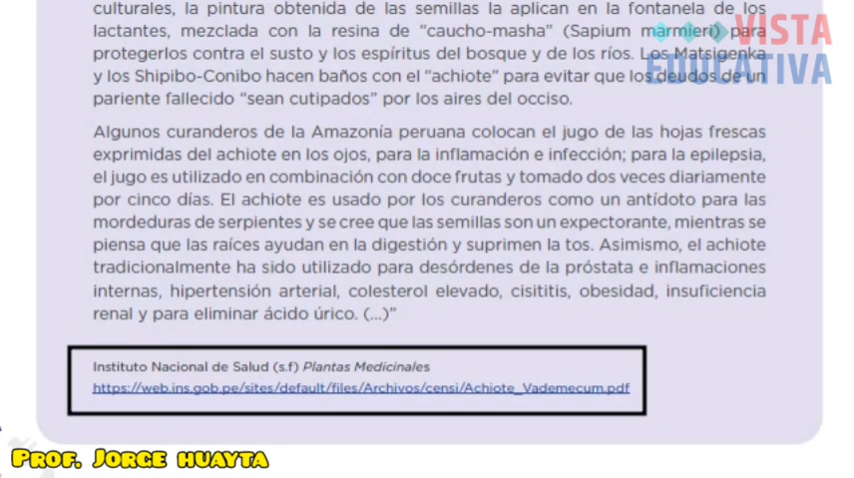 culturales, la pintura obtenida de las semillas la aplican en la fontanela de los
lactantes, mezclada con la resina de “caucho-masha” (Sapium marmieri) para
protegerlos contra el susto y los espíritus del bosque y de los ríos. Los Matsigenka
y los Shipibo-Conibo hacen baños con el “achiote” para evitar que los deudos de un
pariente fallecido “sean cutipados” por los aires del occiso.
VISTA
EDUCATIVA
Algunos curanderos de la Amazonía peruana colocan el jugo de las hojas frescas
exprimidas del achiote en los ojos, para la inflamación e infección; para la epilepsia,
el jugo es utilizado en combinación con doce frutas y tomado dos veces diariamente
por cinco días. El achiote es usado por los curanderos como un antídoto para las
mordeduras de serpientes y se cree que las semillas son un expectorante, mientras se
piensa que las raíces ayudan en la digestión y suprimen la tos. Asimismo, el achiote
tradicionalmente ha sido utilizado para desórdenes de la próstata e inflamaciones
internas, hipertensión arterial, colesterol elevado, cisititis, obesidad, insuficiencia
renal y para eliminar ácido úrico. (...)”
Instituto Nacional de Salud (s.f) Plantas Medicinales
https://web.ins.gob.pe/sites/default/files/Archivos/censi/Achiote_Vademecum.pdf
Prof. Jorge huayta